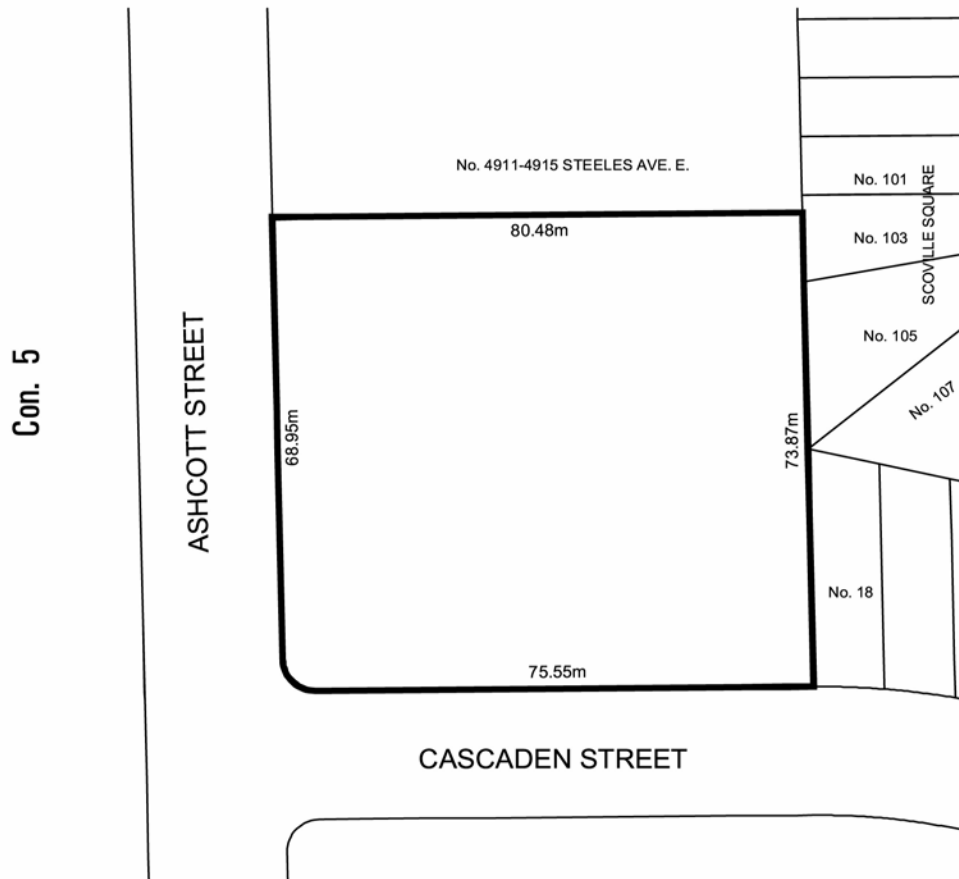 No. 4911-4915 STEELES AVE. E.
No. 101
SCOVILLE SQUARE
80.48m
No. 103
Con. 5
ASHCOTT STREET
68.95m
73.87m
No. 105
No. 107
No. 18
75.55m
CASCADEN STREET